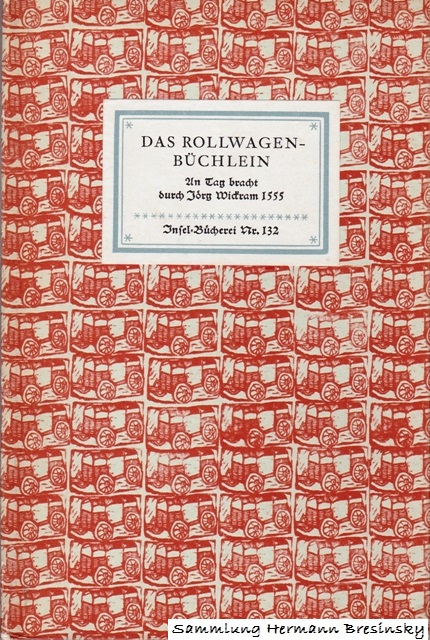 DAS ROLLWAGEN-
BÜCHLEIN
An Tag bracht
durch Jörg Wickram 1555
Insel-Bücherei Nr. 132
Sammlung Hermann Bresinsky